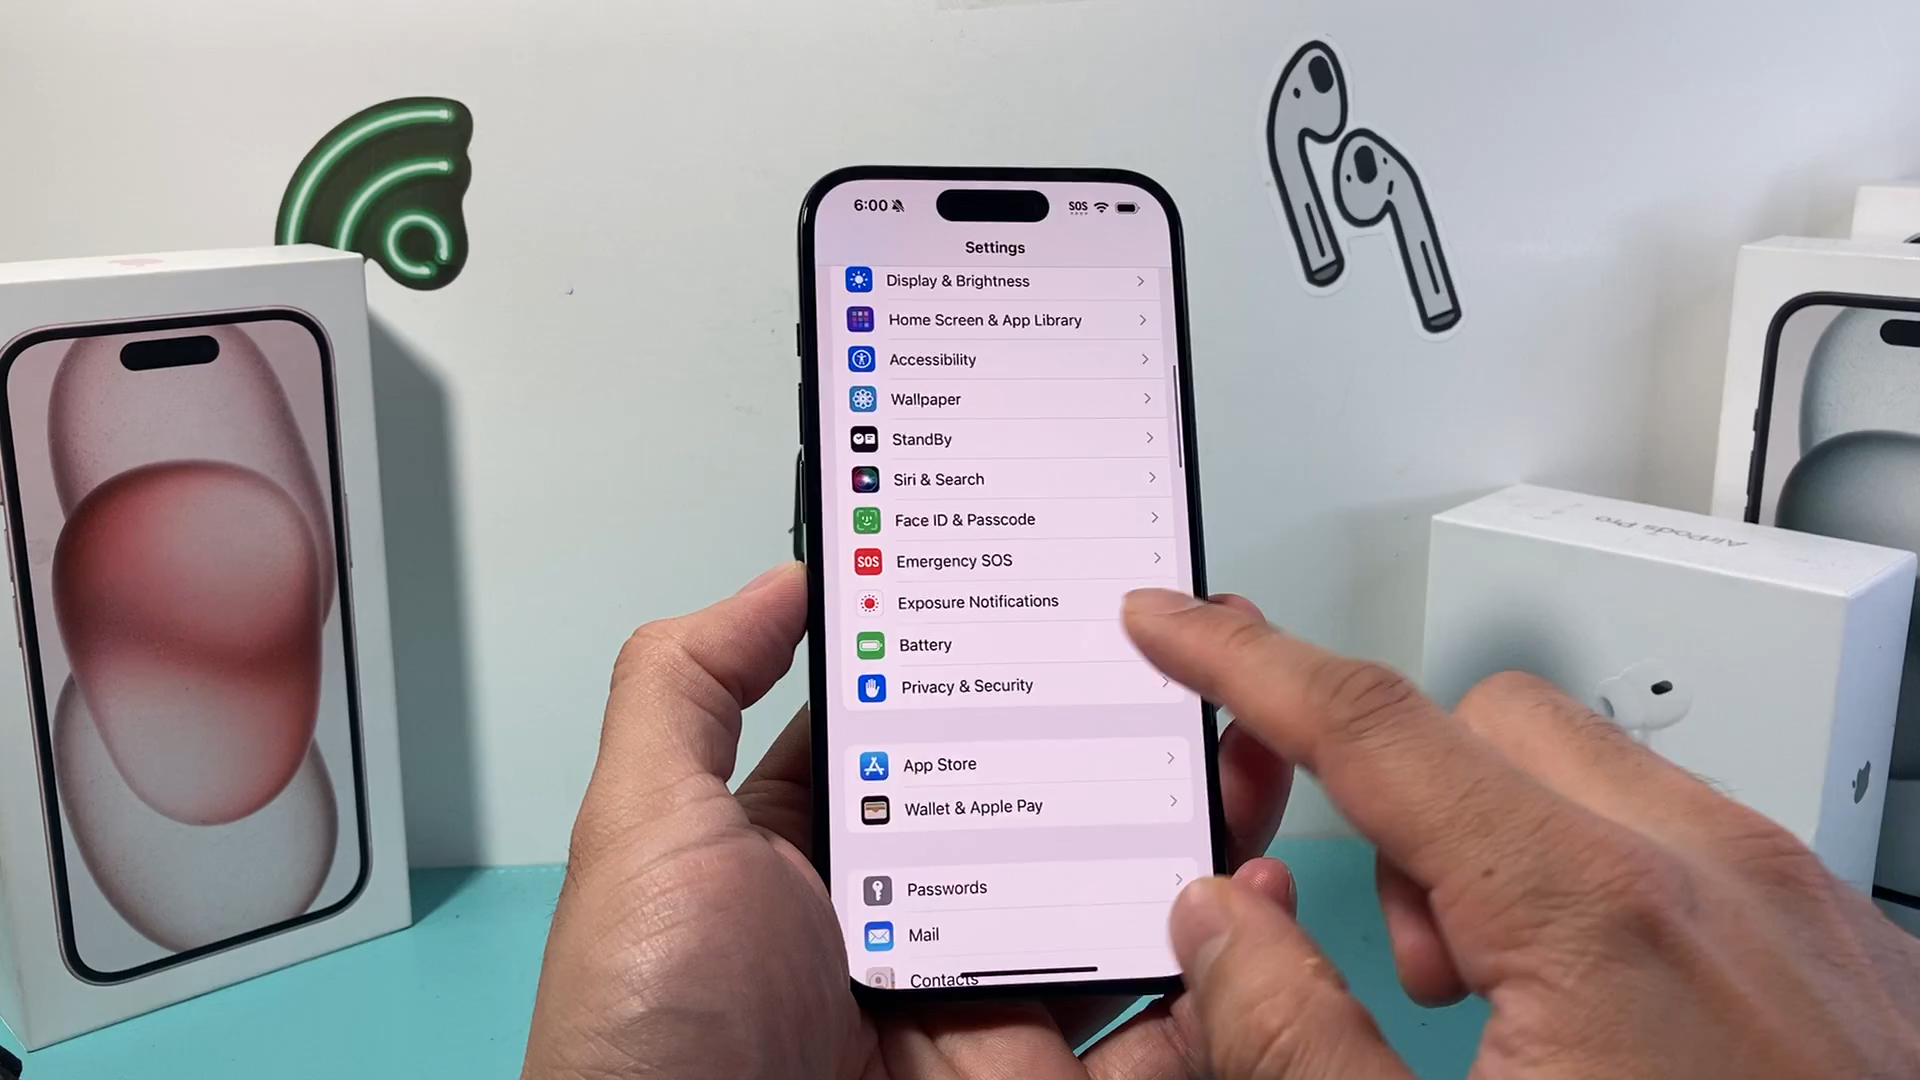 6:00
SOS
Settings
Display & Brightness
Home Screen & App Library
Accessibility
Wallpaper
StandBy
Siri & Search
Face ID & Passcode
SOS
Emergency SOS
Exposure Notifications
Battery
Privacy & Security
App Store
Wallet & Apple Pay
Passwords
Mail
Contacts
AirPods Pro